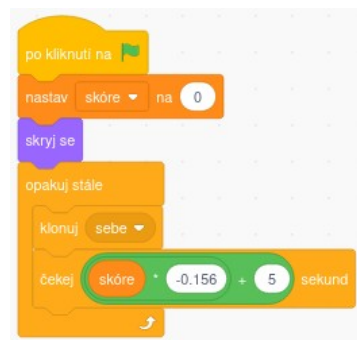 po kliknutí na
nastav skóre na 0
skryj se
opakuj stále
klonuj sebe
čekej skóre * -0.156 + 5 sekund